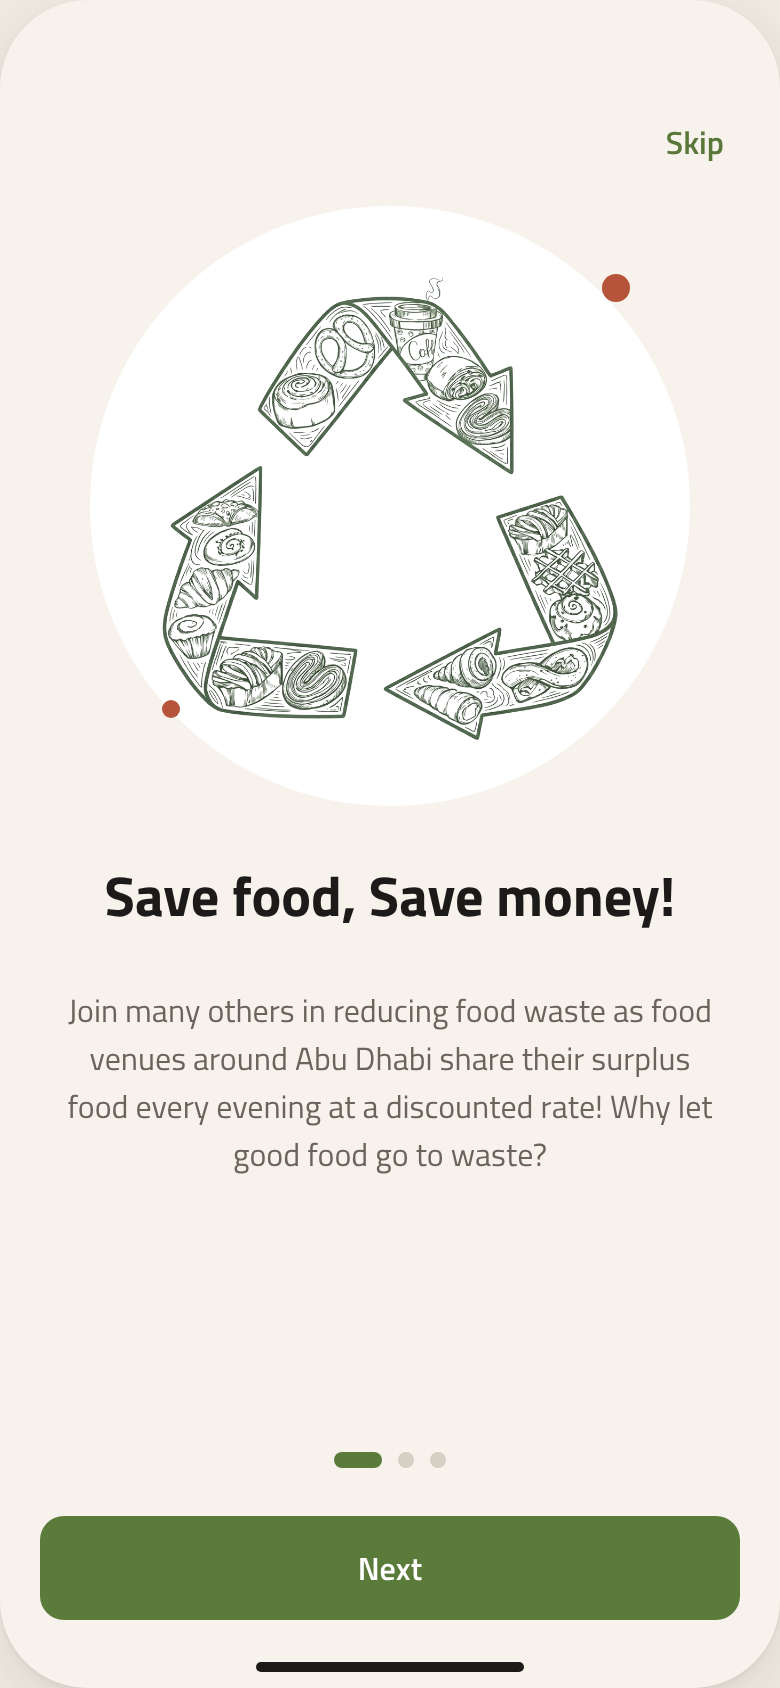 Skip
Save food, Save money!
Join many others in reducing food waste as food
venues around Abu Dhabi share their surplus
food every evening at a discounted rate! Why let
good food go to waste?
Next